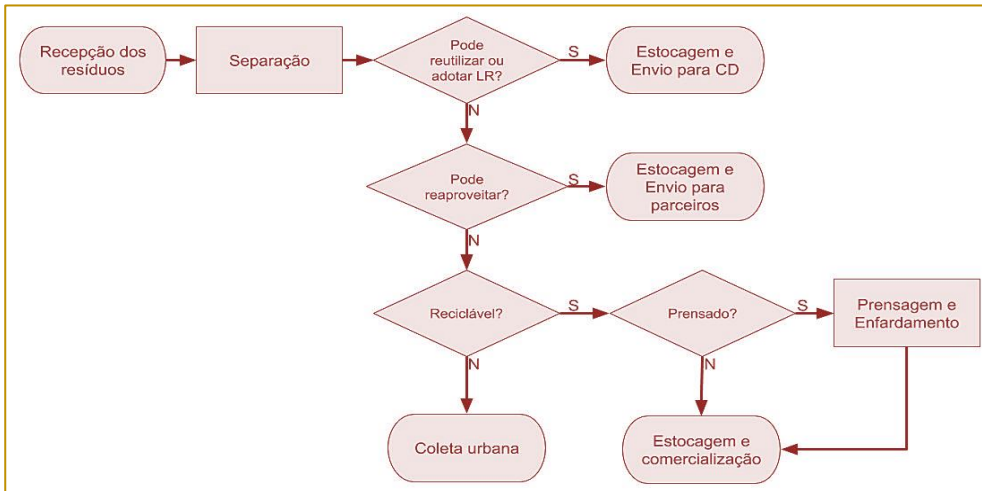 Recepção dos
resíduos
Separação
Pode
reutilizar ou
adotar LR?
S
Estocagem e
Envio para CD
N
Pode
reaproveitar?
S
Estocagem e
Envio para
parceiros
N
Reciclável?
S
Prensado?
S
Prensagem e
Enfardamento
N
N
Coleta urbana
Estocagem e
comercialização